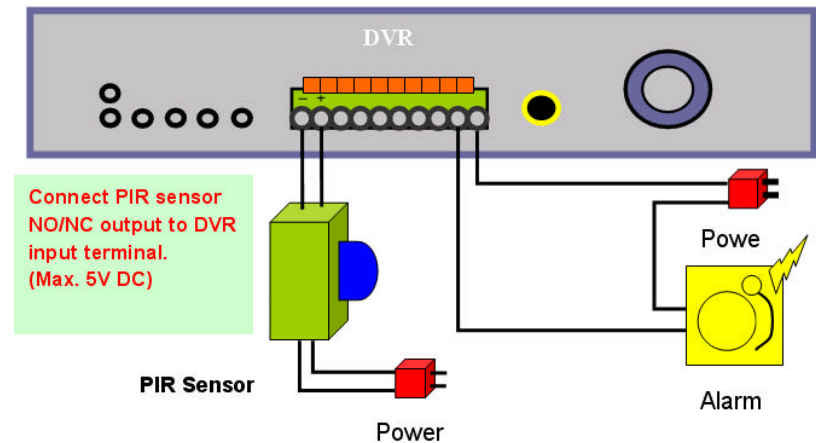 DVR
− +
Connect PIR sensor
NO/NC output to DVR
input terminal.
(Max. 5V DC)
Powe
PIR Sensor
Alarm
Power